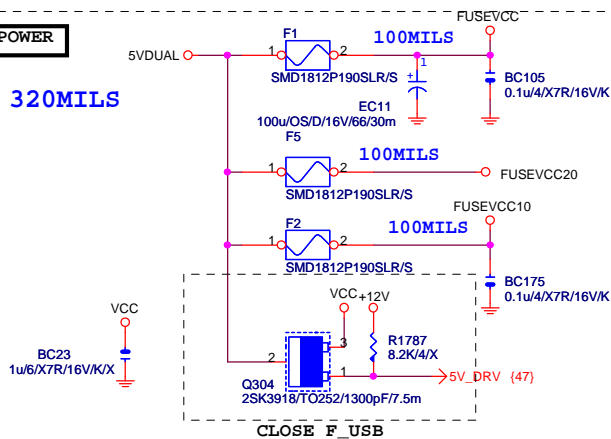 POWER
5VDUAL
320MILS
F1
1
2
SMD1812P190SLR/S
100MILS
FUSEVCC
+
1
EC11
100u/OS/D/16V/66/30m
BC105
0.1u/4/X7R/16V/K
F5
1
2
SMD1812P190SLR/S
100MILS
FUSEVCC20
F2
1
2
SMD1812P190SLR/S
100MILS
FUSEVCC10
BC175
0.1u/4/X7R/16V/K
VCC
BC23
1u/6/X7R/16V/K/X
VCC
+12V
R1787
8.2K/4/X
2
3
1
Q304
2SK3918/TO252/1300pF/7.5m
5V_DRV {47}
CLOSE F_USB